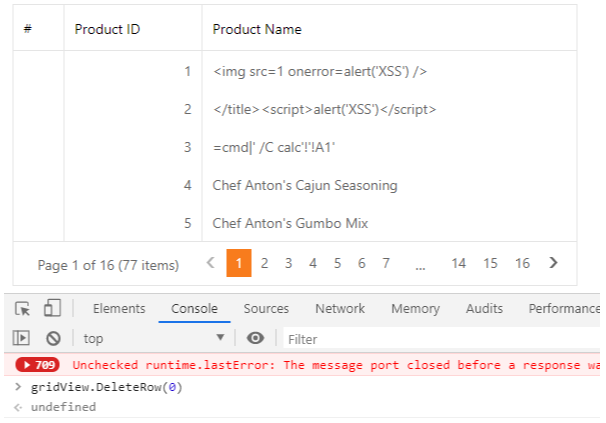 # Product ID Product Name
1 <img src=1 onerror=alert('XSS') />
2 </title><script>alert('XSS')</script>
3 =cmd|' /C calc'!'!A1'
4 Chef Anton's Cajun Seasoning
5 Chef Anton's Gumbo Mix
Page 1 of 16 (77 items) < 1 2 3 4 5 6 7 ... 14 15 16 >
Elements Console Sources Network Memory Audits Performance
top ▼ Filter
709 Unchecked runtime.lastError: The message port closed before a response wa
> gridView.DeleteRow(0)
<· undefined